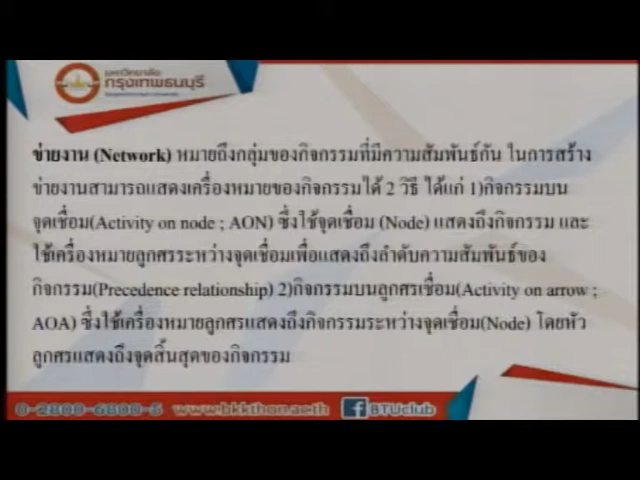 มหาวิทยาลัย
กรุงเทพธนบุรี
ข่ายงาน (Network) หมายถึงกลุ่มของกิจกรรมที่มีความสัมพันธ์กัน ในการสร้าง
ข่ายงานสามารถแสดงเครื่องหมายของกิจกรรมได้ 2 วิธี ได้แก่ 1)กิจกรรมบน
จุดเชื่อม(Activity on node ; AON) ซึ่งใช้จุดเชื่อม (Node) แสดงถึงกิจกรรม และ
ใช้เครื่องหมายลูกศรระหว่างจุดเชื่อมเพื่อแสดงถึงลำดับความสัมพันธ์ของ
กิจกรรม(Precedence relationship) 2)กิจกรรมบนลูกศรเชื่อม(Activity on arrow ;
AOA) ซึ่งใช้เครื่องหมายลูกศรแสดงถึงกิจกรรมระหว่างจุดเชื่อม(Node) โดยหัว
ลูกศรแสดงถึงจุดสิ้นสุดของกิจกรรม
0-2800-6800-5 www.bkkthon.ac.th BTUclub